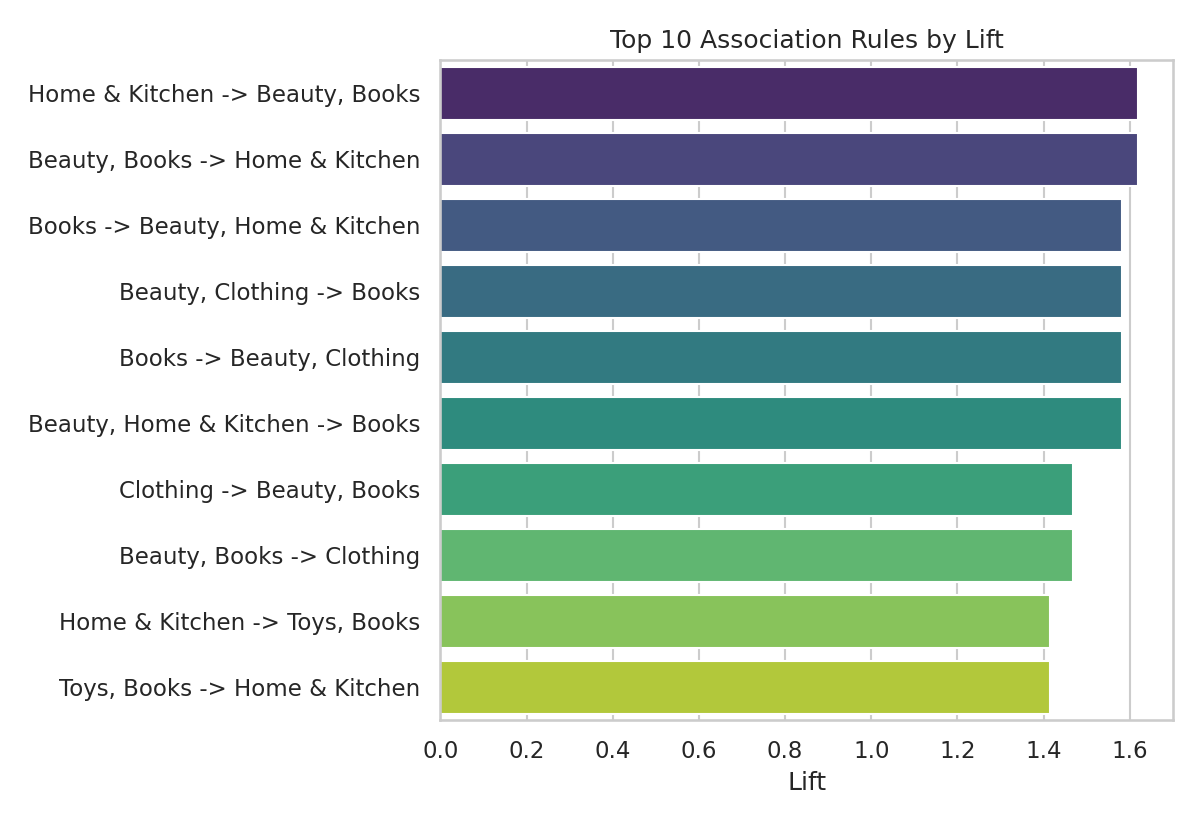 Top 10 Association Rules by Lift
Home & Kitchen -> Beauty, Books
Beauty, Books -> Home & Kitchen
Books -> Beauty, Home & Kitchen
Beauty, Clothing -> Books
Books -> Beauty, Clothing
Beauty, Home & Kitchen -> Books
Clothing -> Beauty, Books
Beauty, Books -> Clothing
Home & Kitchen -> Toys, Books
Toys, Books -> Home & Kitchen
0.0 0.2 0.4 0.6 0.8 1.0 1.2 1.4 1.6
Lift